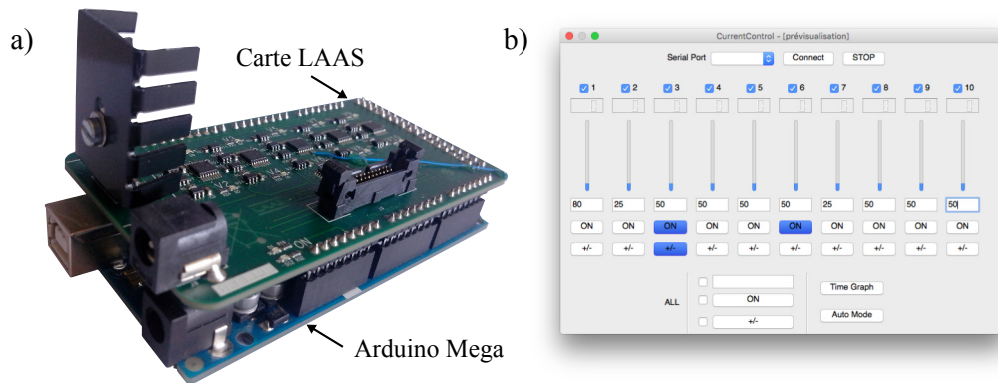 a)
Carte LAAS
Arduino Mega
ON
V4
b)
CurrentControl - [prévisualisation]
Serial Port Connect STOP
1 2 3 4 5 6 7 8 9 10
80 25 50 50 50 50 25 50 50 50
ON ON ON ON ON ON ON ON ON ON
+/- +/- +/- +/- +/- +/- +/- +/- +/- +/-
ALL
ON
+/-
Time Graph
Auto Mode